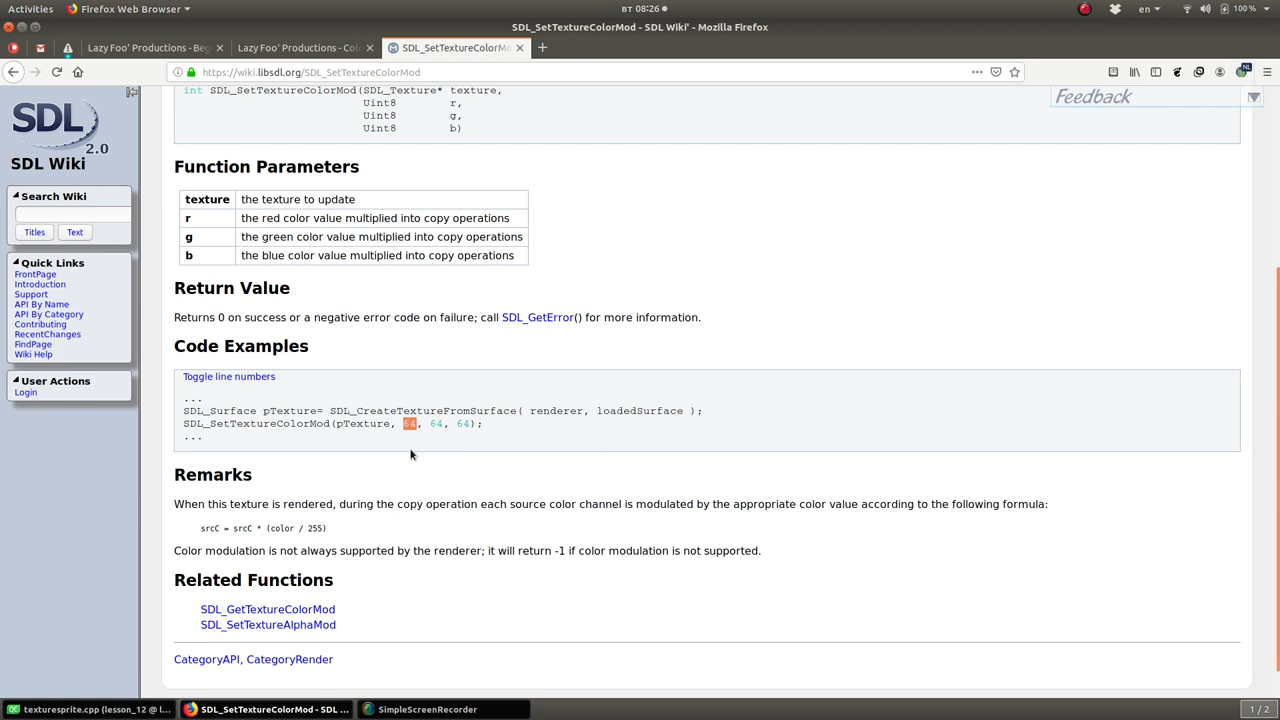 Activities Firefox Web Browser BT 08:26 en 100 %
SDL_SetTextureColorMod - SDL Wiki' - Mozilla Firefox
Lazy Foo' Productions - Beg Lazy Foo' Productions - Col SDL_SetTextureColorMo
https://wiki.libsdl.org/SDL_SetTextureColorMod NL
int SDL_SetTextureColorMod(SDL_Texture* texture,
Uint8 r,
Uint8 g,
Uint8 b)
Feedback
SDL
2.0
SDL Wiki
Search Wiki
Titles Text
Quick Links
FrontPage
Introduction
Support
API By Name
API By Category
Contributing
RecentChanges
FindPage
Wiki Help
User Actions
Login
Function Parameters
texture the texture to update
r the red color value multiplied into copy operations
g the green color value multiplied into copy operations
b the blue color value multiplied into copy operations
Return Value
Returns 0 on success or a negative error code on failure; call SDL_GetError() for more information.
Code Examples
Toggle line numbers
...
SDL_Surface pTexture= SDL_CreateTextureFromSurface( renderer, loadedSurface );
SDL_SetTextureColorMod(pTexture, 64, 64, 64);
...
Remarks
When this texture is rendered, during the copy operation each source color channel is modulated by the appropriate color value according to the following formula:
srcC = srcC * (color / 255)
Color modulation is not always supported by the renderer; it will return -1 if color modulation is not supported.
Related Functions
SDL_GetTextureColorMod
SDL_SetTextureAlphaMod
CategoryAPI, CategoryRender
texturesprite.cpp (lesson_12 @ l... SDL_SetTextureColorMod - SDL ... SimpleScreenRecorder 1 / 2